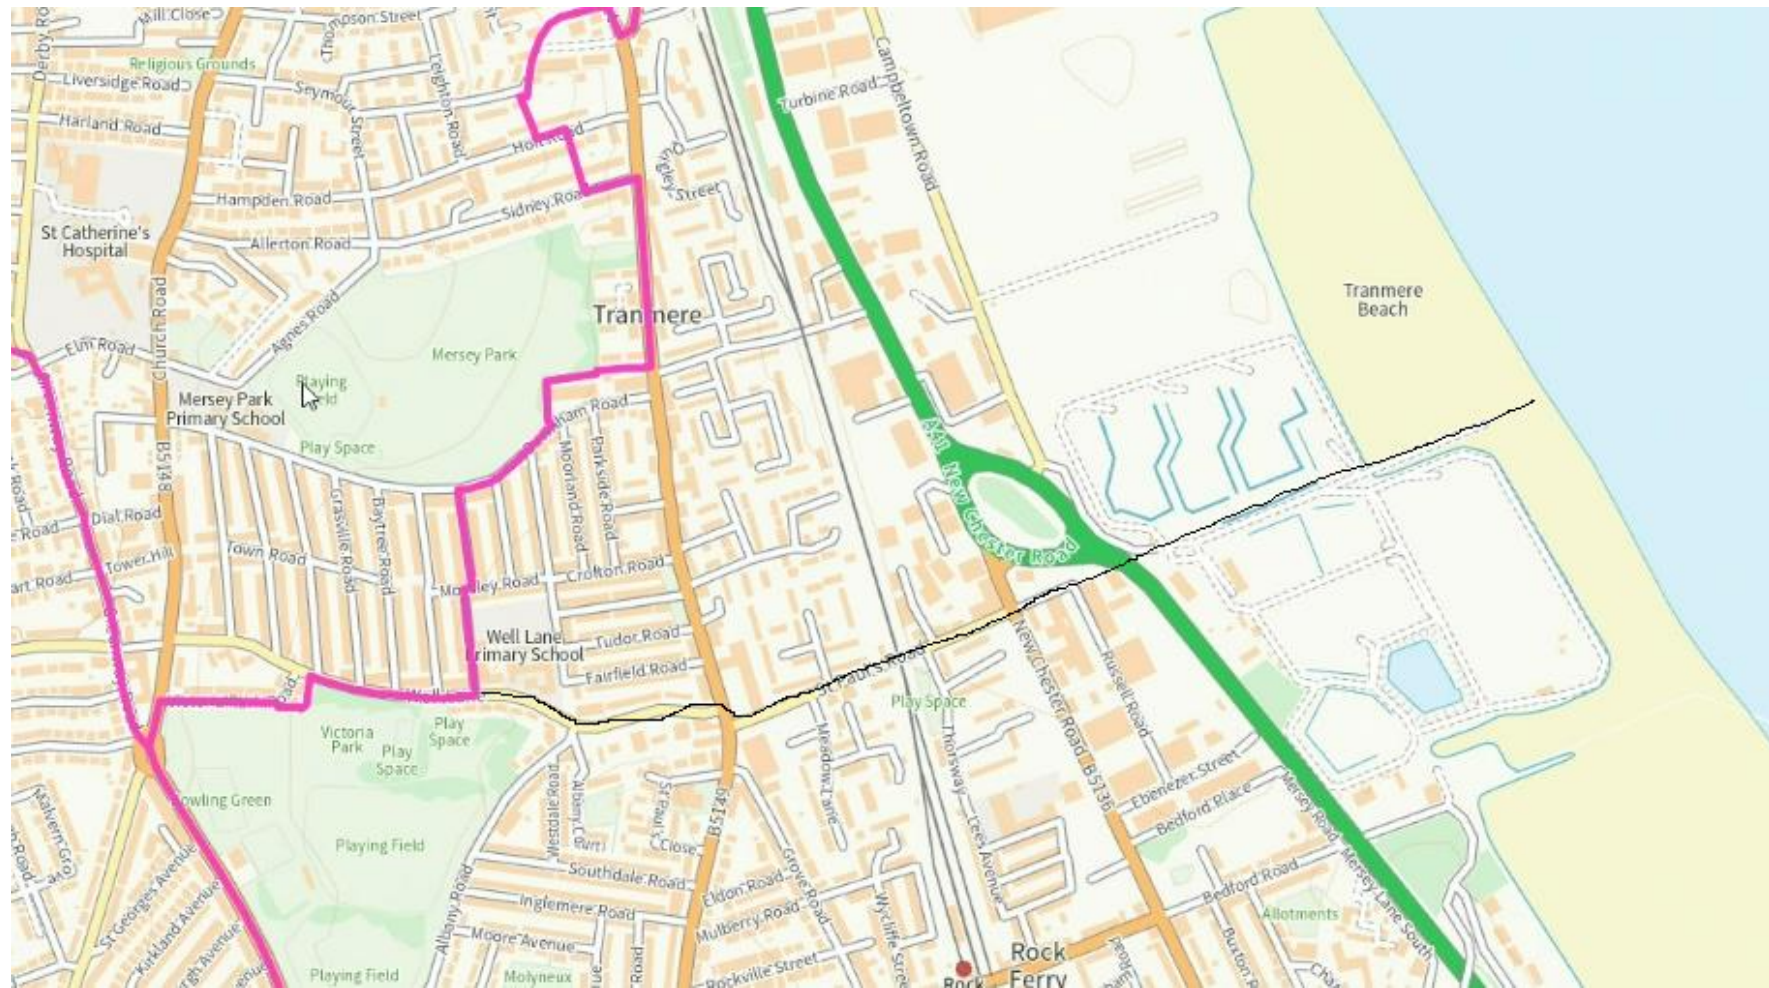 Mill Close
Thompson Street
Derby Ro
Religious Grounds
Liversidge Road
Seymour Street
Leighton Road
Harland Road
Holt Road
Hampden Road
Sidney Road
Quigley Street
Allerton Road
St Catherine's
Hospital
Church Road
Agnes Road
Elm Road
Mersey Park
Tranmere
Playing
Field
Mersey Park
Primary School
Play Space
B5148
Moorland Road
Parkside Road
Dial Road
Town Road
Grasville Road
Baytree Road
Tower Hill
Mossley Road
Crofton Road
Well Lane
Primary School
Tudor Road
Fairfield Road
Well Lane
Victoria
Park
Play
Space
Play
Space
Bowling Green
Playing Field
Playing Field
Malvern Gro
St Georges Avenue
Kirkland Avenue
Albany Road
Westdale Road
Albany Court
Close
Southdale Road
Inglemere Road
Moore Avenue
Molyneux
B5149
Eldon Road
Mulberry Road
Rockville Street
Grove Road
Wycliffe Street
Meadow Lane
St Paul's Road
Play Space
Thorsway
Lees Avenue
Rock
Rock
Ferry
Turbine Road
Campbeltown Road
A41 New Chester Road
New Chester Road B5136
Russell Road
Ebenezer Street
Bedford Place
Bedford Road
Allotments
Buxton Road
Mersey Road
Mersey Lane South
Tranmere
Beach